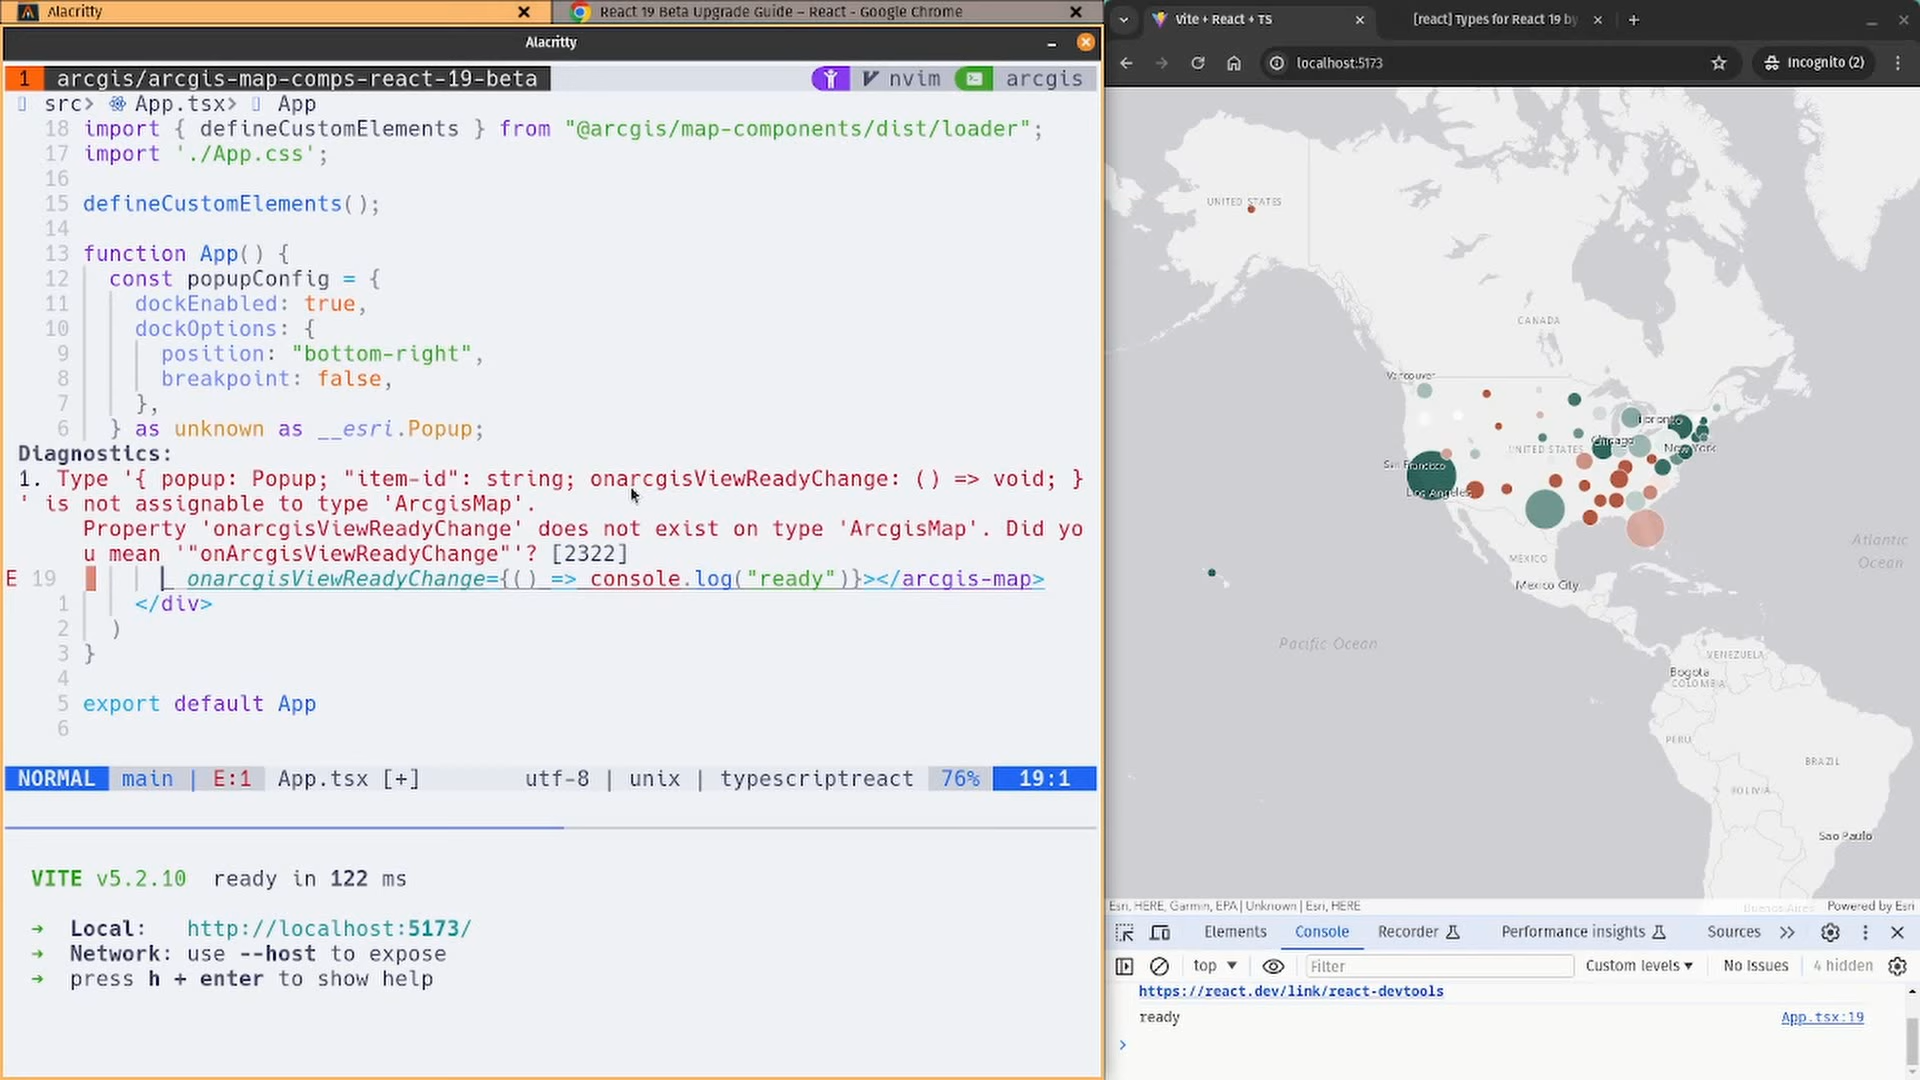 Alacritty
React 19 Beta Upgrade Guide – React - Google Chrome
Alacritty
1 arcgis/arcgis-map-comps-react-19-beta nvim arcgis
src> App.tsx> App
18 import { defineCustomElements } from "@arcgis/map-components/dist/loader";
17 import './App.css';
16
15 defineCustomElements();
14
13 function App() {
12 const popupConfig = {
11 dockEnabled: true,
10 dockOptions: {
9 position: "bottom-right",
8 breakpoint: false,
7 },
6 } as unknown as __esri.Popup;
Diagnostics:
1. Type '{ popup: Popup; "item-id": string; onarcgisViewReadyChange: () => void; }
' is not assignable to type 'ArcgisMap'.
Property 'onarcgisViewReadyChange' does not exist on type 'ArcgisMap'. Did yo
u mean '"onArcgisViewReadyChange"'? [2322]
E 19 onarcgisViewReadyChange={() => console.log("ready")}></arcgis-map>
1 </div>
2 )
3 }
4
5 export default App
6
NORMAL main | E:1 App.tsx [+] utf-8 | unix | typescriptreact 76% 19:1
VITE v5.2.10 ready in 122 ms
➜ Local: http://localhost:5173/
➜ Network: use --host to expose
➜ press h + enter to show help
Vite + React + TS
[react] Types for React 19 by
localhost:5173
Incognito (2)
UNITED STATES
CANADA
Vancouver
Toronto
Chicago
UNITED STATES
New York
San Francisco
Los Angeles
Atlantic
Ocean
MEXICO
Mexico City
Pacific Ocean
VENEZUELA
Bogota
COLOMBIA
PERU
BRAZIL
BOLIVIA
Sao Paulo
Buenos Aires
Esri, HERE, Garmin, EPA | Unknown | Esri, HERE
Powered by Esri
Elements Console Recorder Performance insights Sources
top Filter Custom levels No Issues 4 hidden
https://react.dev/link/react-devtools
ready App.tsx:19